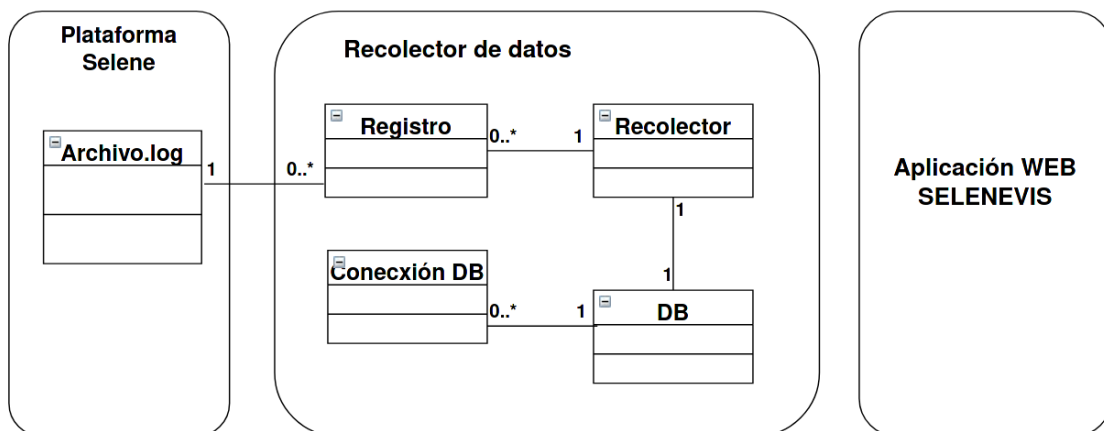 Plataforma
Selene
Recolector de datos
Archivo.log
1
0..*
Registro
0..*
1
Recolector
1
1
Conecxión DB
0..*
1
DB
Aplicación WEB
SELENEVIS